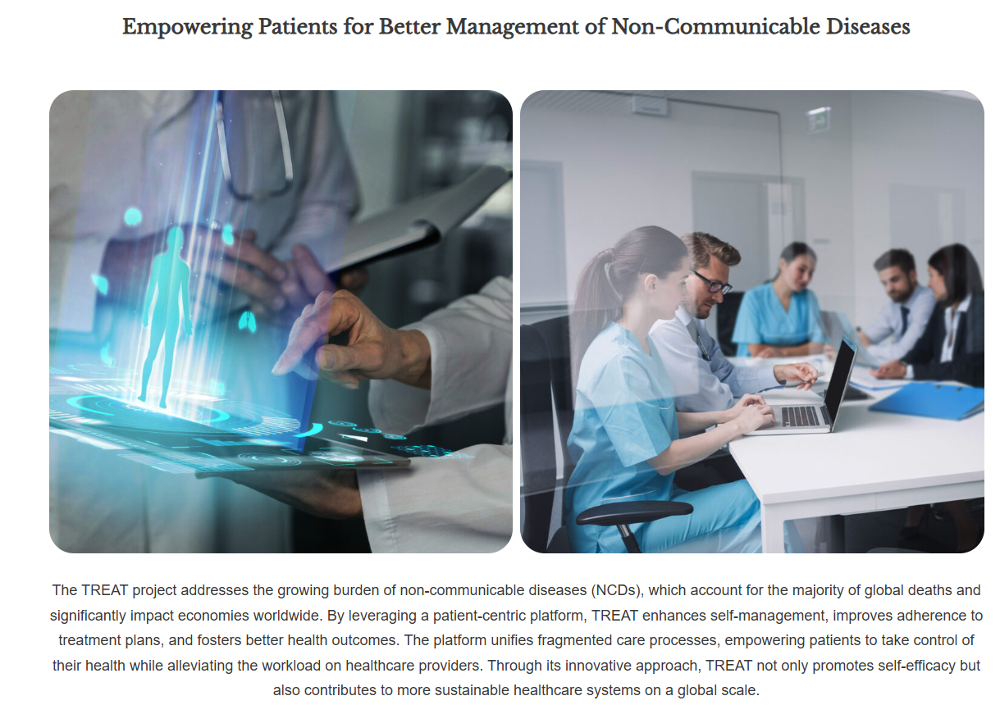 Empowering Patients for Better Management of Non-Communicable Diseases
The TREAT project addresses the growing burden of non-communicable diseases (NCDs), which account for the majority of global deaths and
significantly impact economies worldwide. By leveraging a patient-centric platform, TREAT enhances self-management, improves adherence to
treatment plans, and fosters better health outcomes. The platform unifies fragmented care processes, empowering patients to take control of
their health while alleviating the workload on healthcare providers. Through its innovative approach, TREAT not only promotes self-efficacy but
also contributes to more sustainable healthcare systems on a global scale.